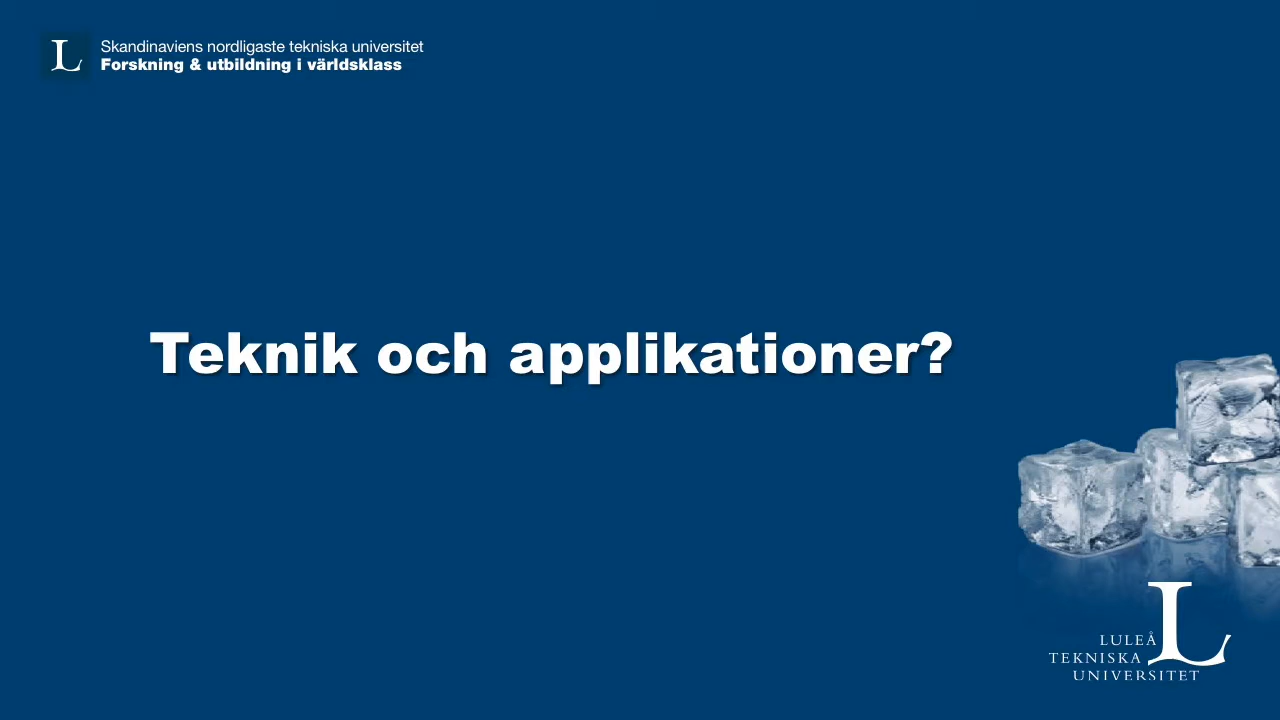 L
Skandinaviens nordligaste tekniska universitet
Forskning & utbildning i världsklass
Teknik och applikationer?
L
LULEÅ
TEKNISKA
UNIVERSITET